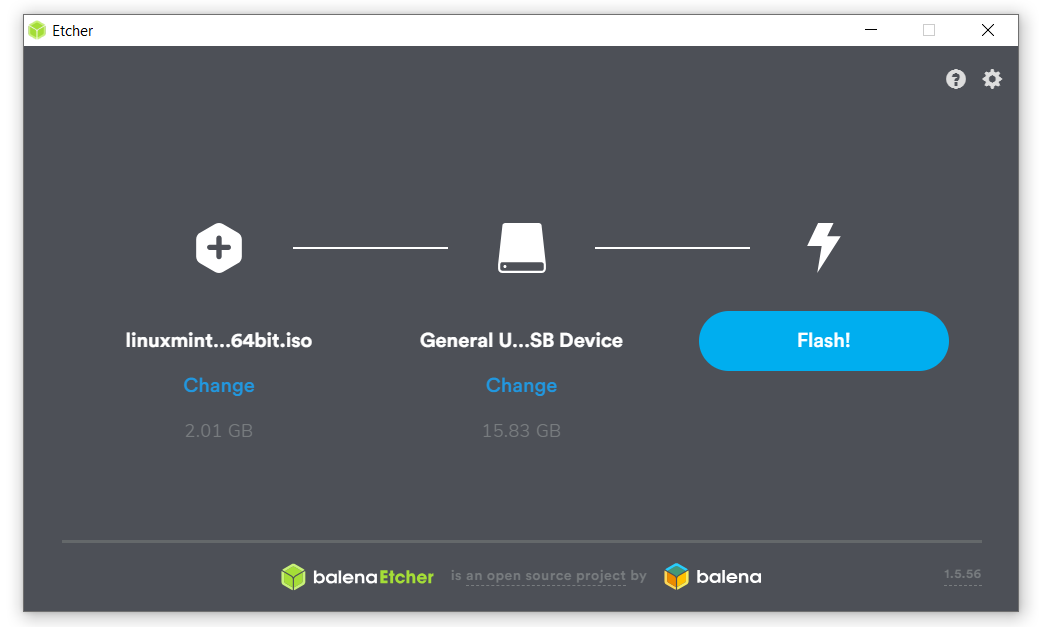 Etcher
linuxmint...64bit.iso
General U...SB Device
Flash!
Change
Change
2.01 GB
15.83 GB
balenaEtcher is an open source project by balena
1.5.56